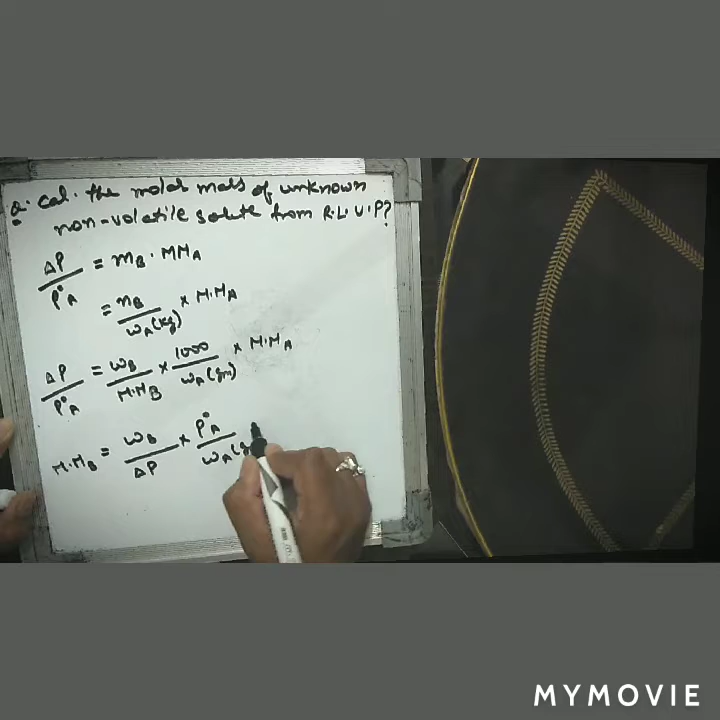 Q. Cal. the molar mass of unknown
non-volatile solute from R.L.V.P?
ΔP/P°A = mB . MMA
= nB/wA(kg) × M.MA
ΔP/P°A = wB/M.MB × 1000/wA(gm) × M.MA
M.MB = wB/ΔP × P°A/wA(g
MYMOVIE